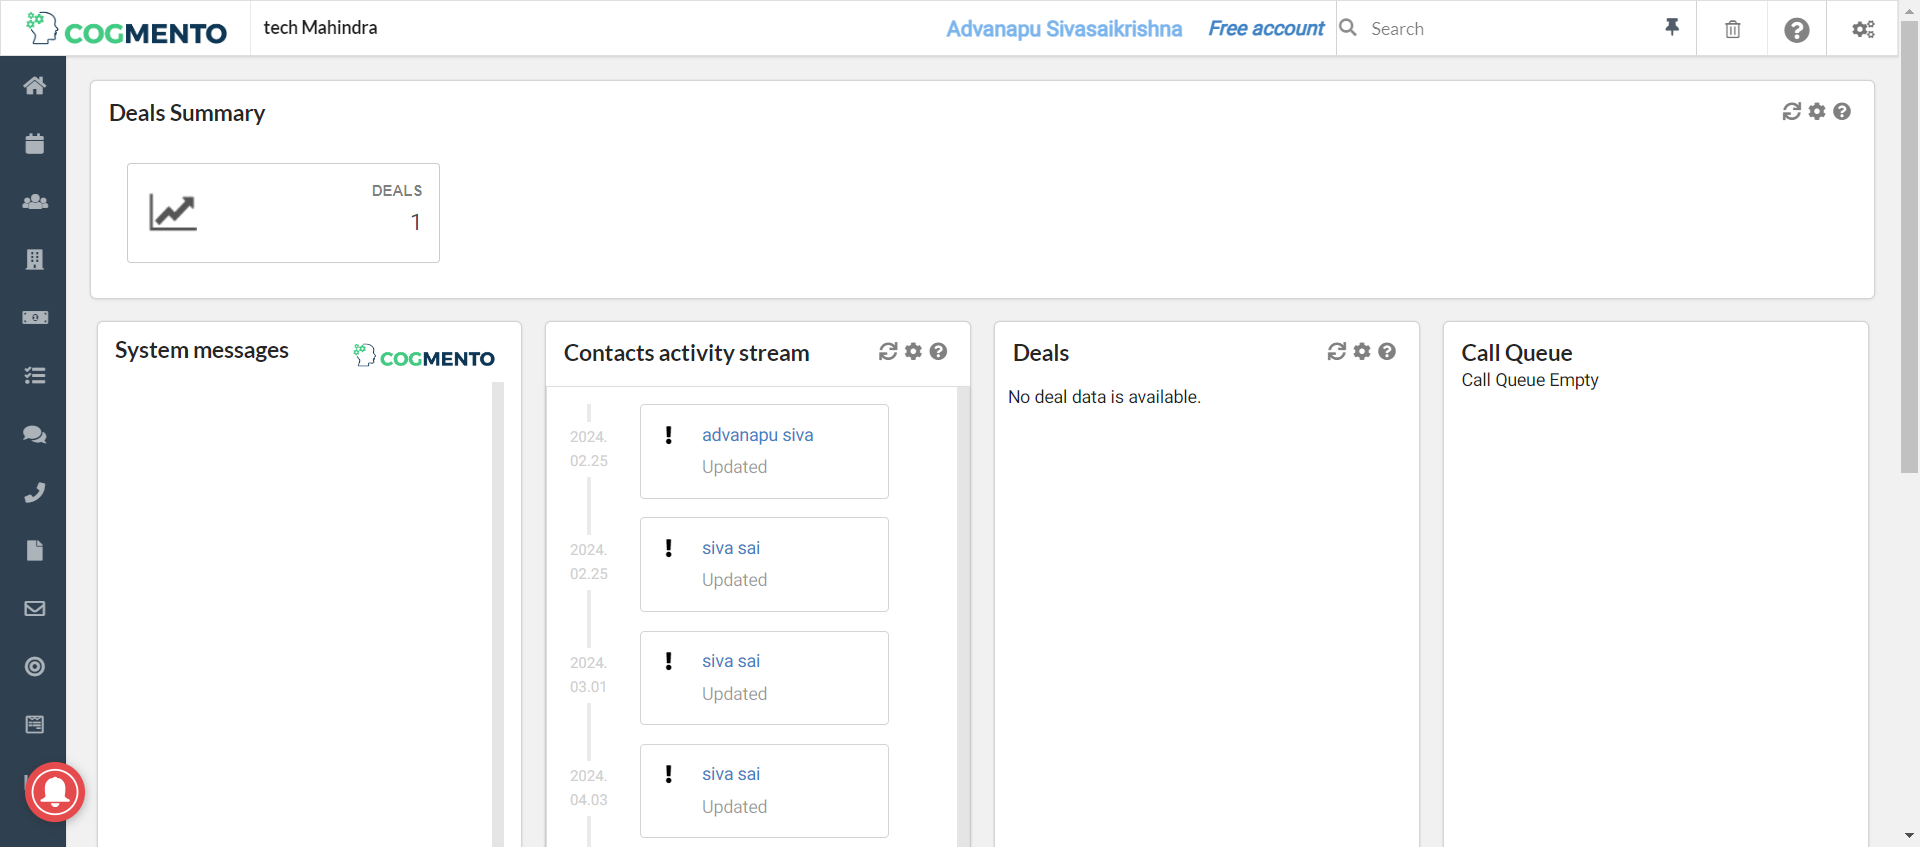 COGMENTO
tech Mahindra
Advanapu Sivasaikrishna
Free account
Search
Deals Summary
DEALS
1
System messages
COGMENTO
Contacts activity stream
2024.
02.25
advanapu siva
Updated
2024.
02.25
siva sai
Updated
2024.
03.01
siva sai
Updated
2024.
04.03
siva sai
Updated
Deals
No deal data is available.
Call Queue
Call Queue Empty